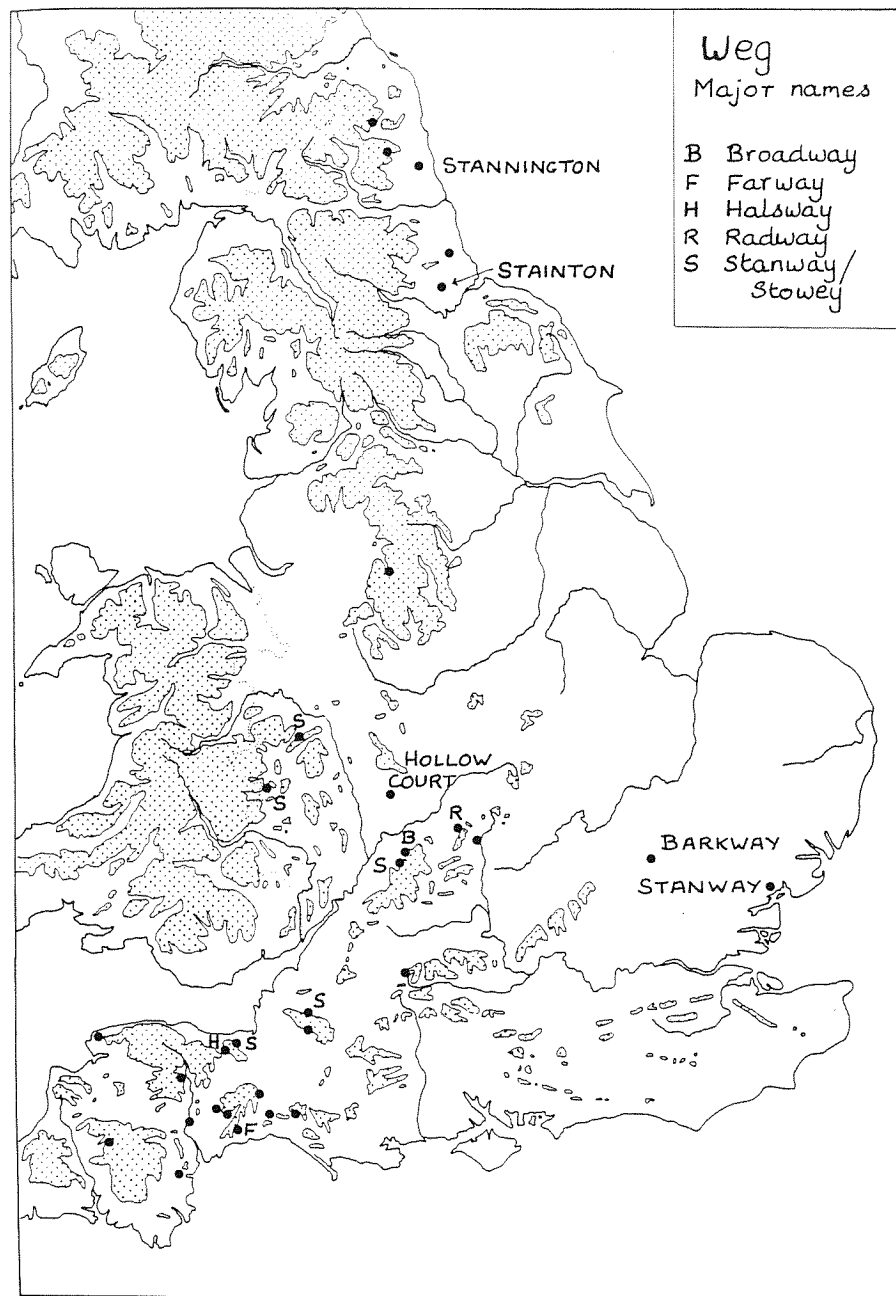 Weg
Major names
B Broadway
F Farway
H Halsway
R Radway
S Stanway/
Stowey
STANNINGTON
STAINTON
S
HOLLOW
COURT
S
R
B
S
BARKWAY
STANWAY
S
H S
F